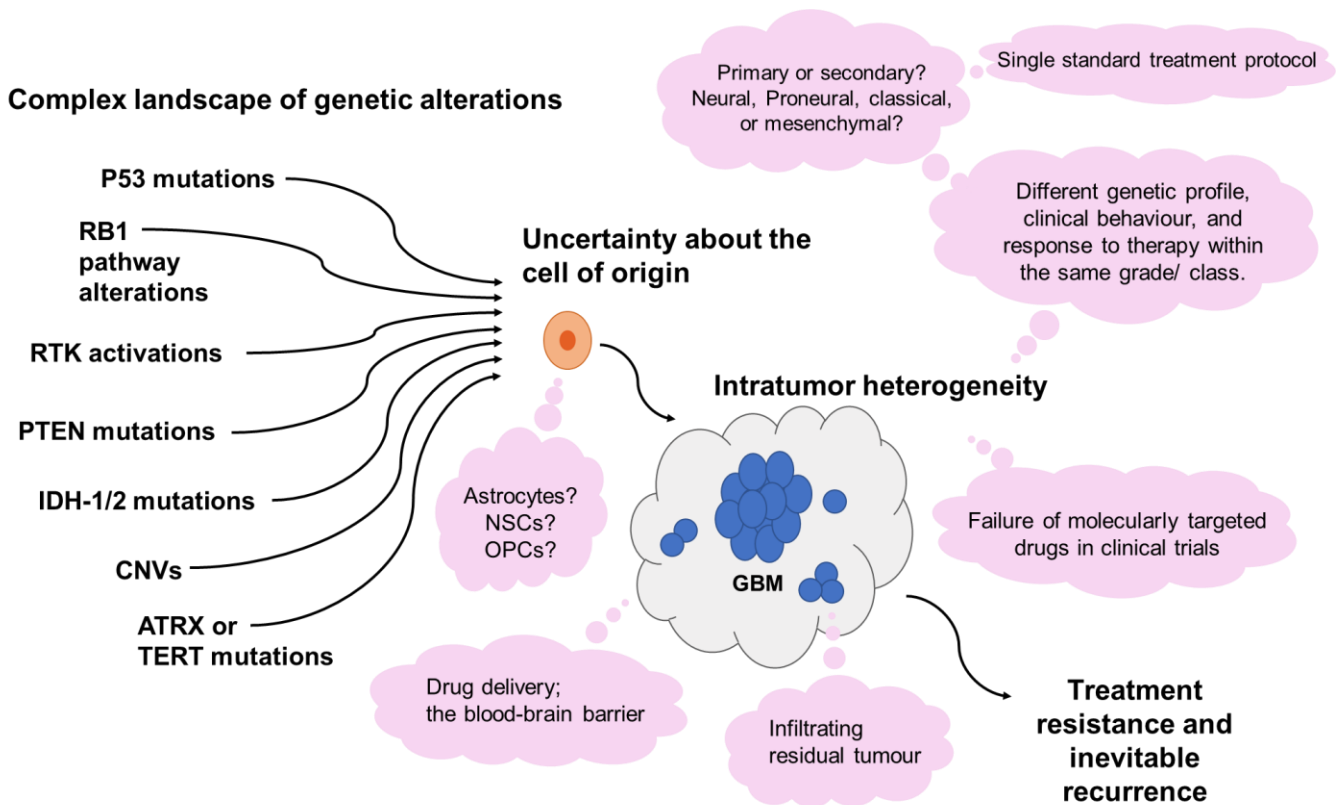 Complex landscape of genetic alterations
P53 mutations
RB1
pathway
alterations
RTK activations
PTEN mutations
IDH-1/2 mutations
CNVs
ATRX or
TERT mutations
Uncertainty about the
cell of origin
Astrocytes?
NSCs?
OPCs?
Primary or secondary?
Neural, Proneural, classical,
or mesenchymal?
Single standard treatment protocol
Different genetic profile,
clinical behaviour, and
response to therapy within
the same grade/ class.
Intratumor heterogeneity
GBM
Failure of molecularly targeted
drugs in clinical trials
Drug delivery;
the blood-brain barrier
Infiltrating
residual tumour
Treatment
resistance and
inevitable
recurrence